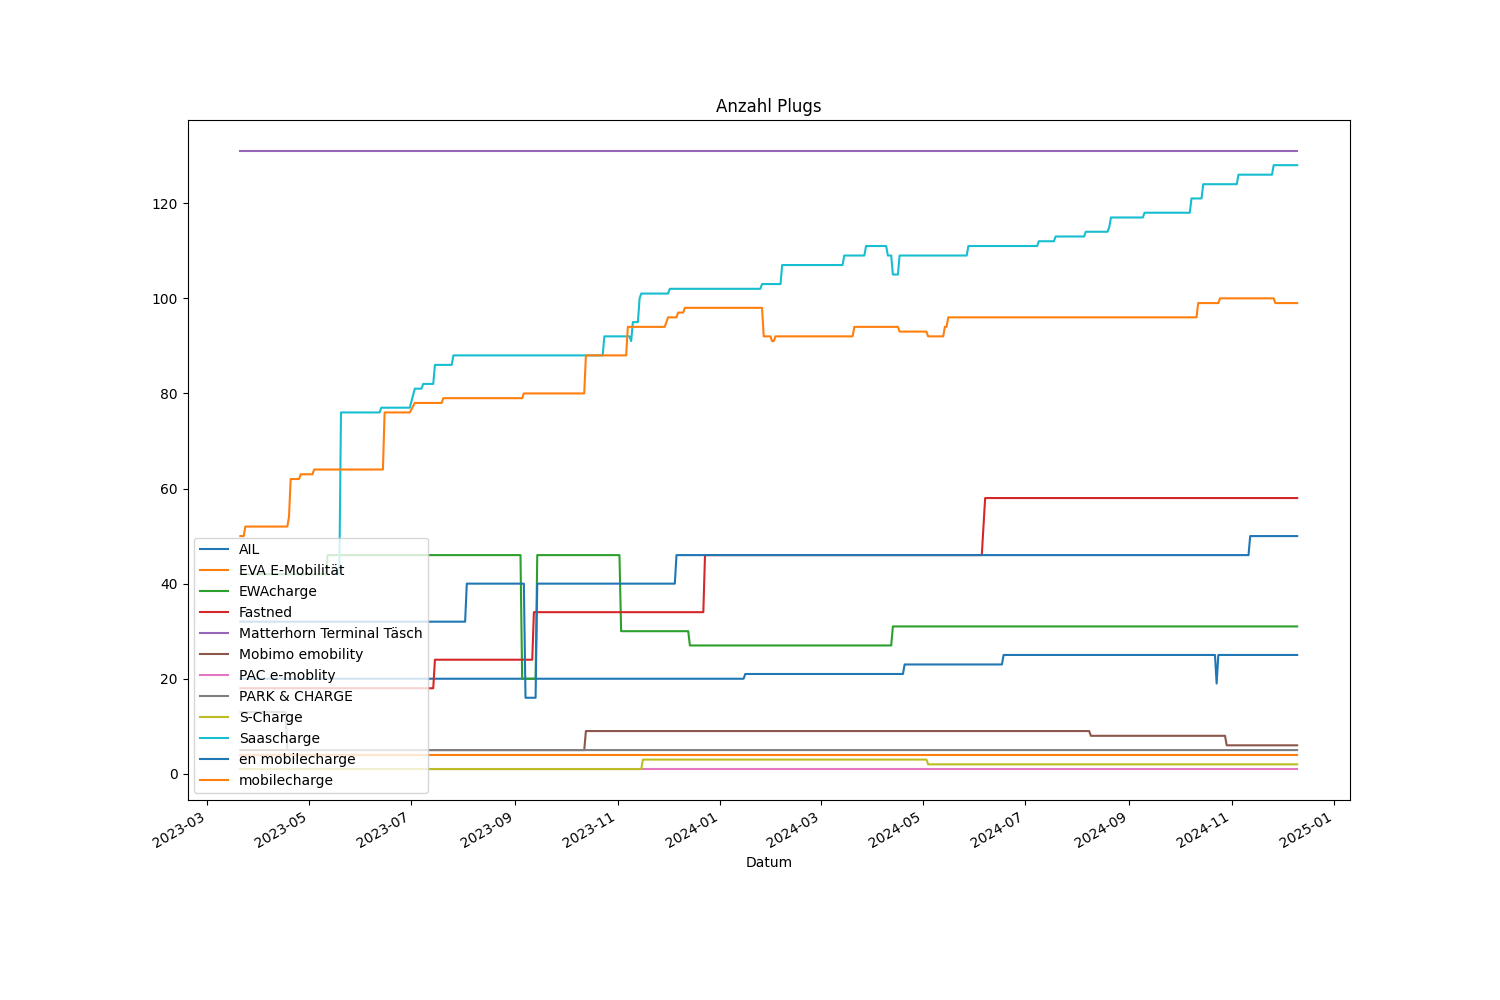 Anzahl Plugs
120
100
80
60
40
20
0
AIL
EVA E-Mobilität
EWAcharge
Fastned
Matterhorn Terminal Täsch
Mobimo emobility
PAC e-moblity
PARK & CHARGE
S-Charge
Saascharge
en mobilecharge
mobilecharge
2023-03
2023-05
2023-07
2023-09
2023-11
2024-01
2024-03
2024-05
2024-07
2024-09
2024-11
2025-01
Datum